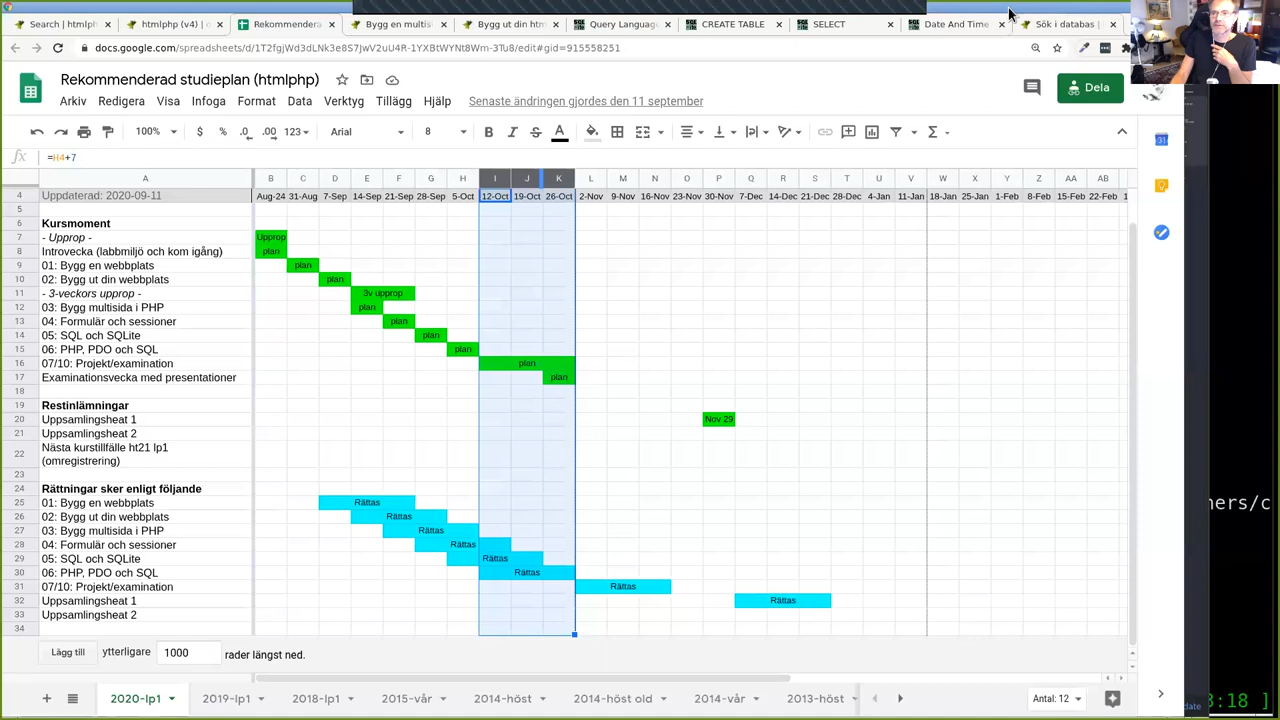 Search | htmlp
htmlphp (v4) |
Rekommendera
Bygg en multis
Bygg ut din htm
Query Languag
CREATE TABLE
SELECT
Date And Time
Sök i databas |
docs.google.com/spreadsheets/d/1T2fgjWd3dLNk3e8S7JwV2uU4R-1YXBWYNt8Wm-3Tu8/edit#gid=915558251
Rekommenderad studieplan (htmlphp)
Dela
Arkiv Redigera Visa Infoga Format Data Verktyg Tillägg Hjälp Senaste ändringen gjordes den 11 september
100% $ % .0 .00 123 Arial 8 B I S A Σ
fx =H4+7
A B C D E F G H I J K L M N O P Q R S T U V W X Y Z AA AB
4 Uppdaterad: 2020-09-11 Aug-24 31-Aug 7-Sep 14-Sep 21-Sep 28-Sep 5-Oct 12-Oct 19-Oct 26-Oct 2-Nov 9-Nov 16-Nov 23-Nov 30-Nov 7-Dec 14-Dec 21-Dec 28-Dec 4-Jan 11-Jan 18-Jan 25-Jan 1-Feb 8-Feb 15-Feb 22-Feb 1
5
6 Kursmoment
7 - Upprop - Upprop
8 Introvecka (labbmiljö och kom igång) plan
9 01: Bygg en webbplats plan
10 02: Bygg ut din webbplats plan
11 - 3-veckors upprop - 3v upprop
12 03: Bygg multisida i PHP plan
13 04: Formulär och sessioner plan
14 05: SQL och SQLite plan
15 06: PHP, PDO och SQL plan
16 07/10: Projekt/examination plan
17 Examinationsvecka med presentationer plan
18
19 Restinlämningar
20 Uppsamlingsheat 1 Nov 29
21 Uppsamlingsheat 2
22 Nästa kurstillfälle ht21 lp1
(omregistrering)
23
24 Rättningar sker enligt följande
25 01: Bygg en webbplats Rättas
26 02: Bygg ut din webbplats Rättas
27 03: Bygg multisida i PHP Rättas
28 04: Formulär och sessioner Rättas
29 05: SQL och SQLite Rättas
30 06: PHP, PDO och SQL Rättas
31 07/10: Projekt/examination Rättas
32 Uppsamlingsheat 1 Rättas
33 Uppsamlingsheat 2
34
ners/c
Lägg till ytterligare 1000 rader längst ned.
2020-lp1 2019-lp1 2018-lp1 2015-vår 2014-höst 2014-höst old 2014-vår 2013-höst Antal: 12
3:18 ]
date